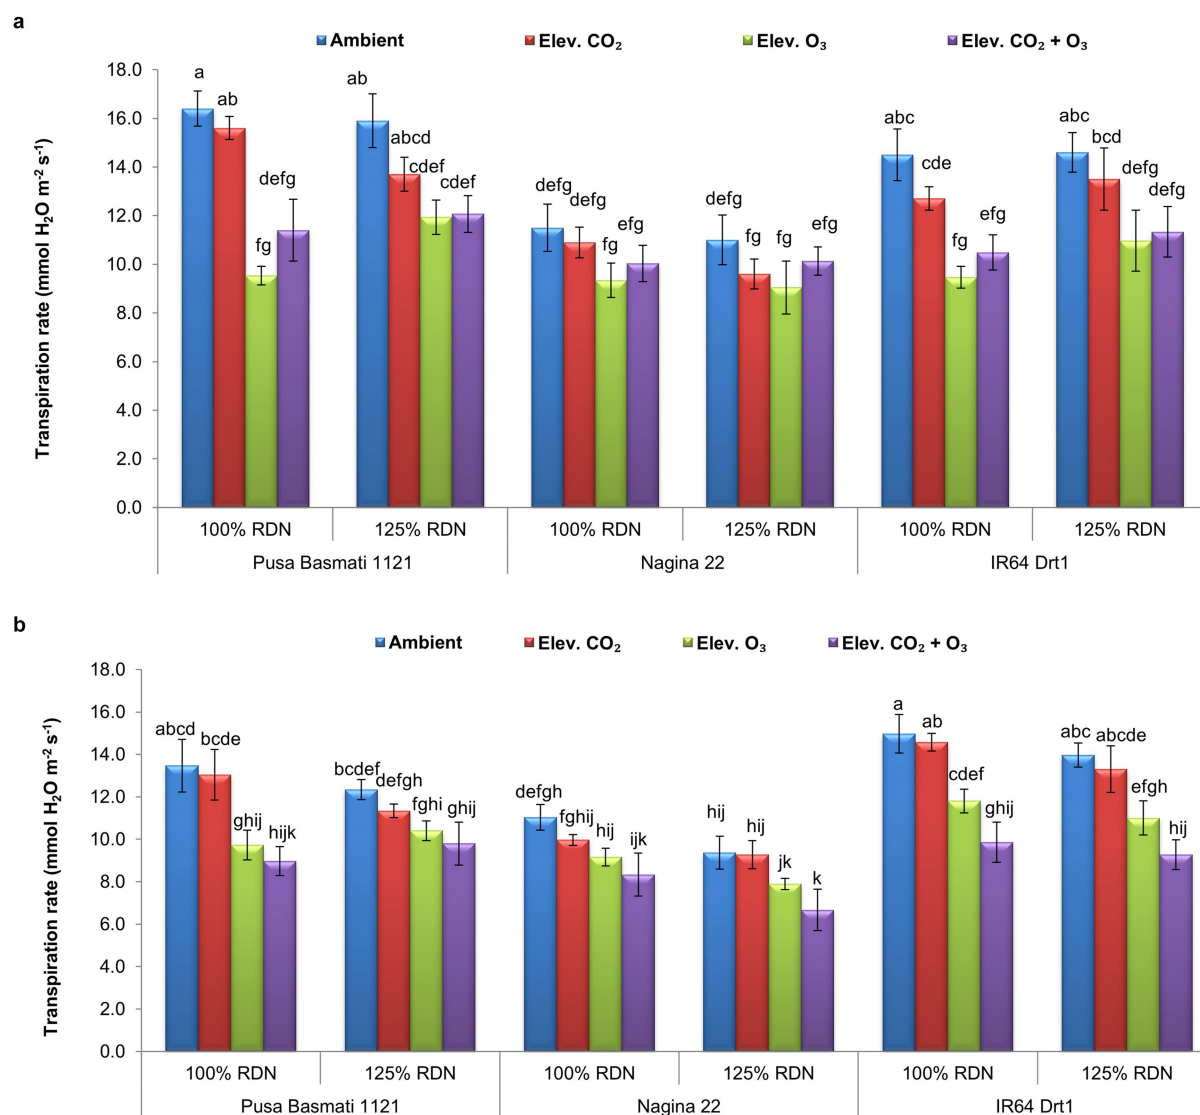 a
Ambient Elev. CO₂ Elev. O₃ Elev. CO₂ + O₃
Transpiration rate (mmol H₂O m⁻² s⁻¹)
18.0
16.0
14.0
12.0
10.0
8.0
6.0
4.0
2.0
0.0
a ab fg defg
ab abcd cdef cdef
defg defg fg efg
defg fg fg efg
abc cde fg efg
abc bcd defg defg
100% RDN 125% RDN 100% RDN 125% RDN 100% RDN 125% RDN
Pusa Basmati 1121 Nagina 22 IR64 Drt1
b
Ambient Elev. CO₂ Elev. O₃ Elev. CO₂ + O₃
Transpiration rate (mmol H₂O m⁻² s⁻¹)
18.0
16.0
14.0
12.0
10.0
8.0
6.0
4.0
2.0
0.0
abcd bcde ghij hijk
bcdef defgh fghi ghij
defgh fghij hij ijk
hij hij jk k
a ab cdef ghij
abc abcde efgh hij
100% RDN 125% RDN 100% RDN 125% RDN 100% RDN 125% RDN
Pusa Basmati 1121 Nagina 22 IR64 Drt1